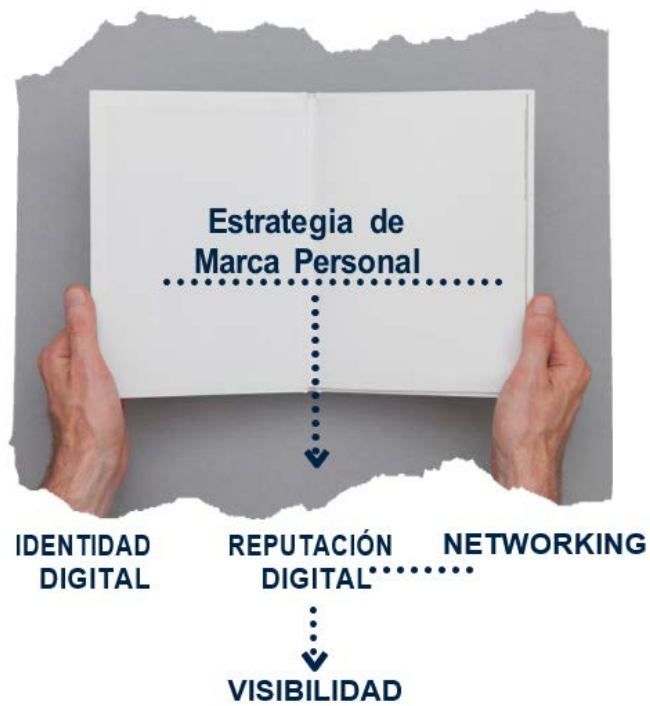 Estrategia de
Marca Personal
IDENTIDAD
DIGITAL
REPUTACIÓN
DIGITAL
NETWORKING
VISIBILIDAD